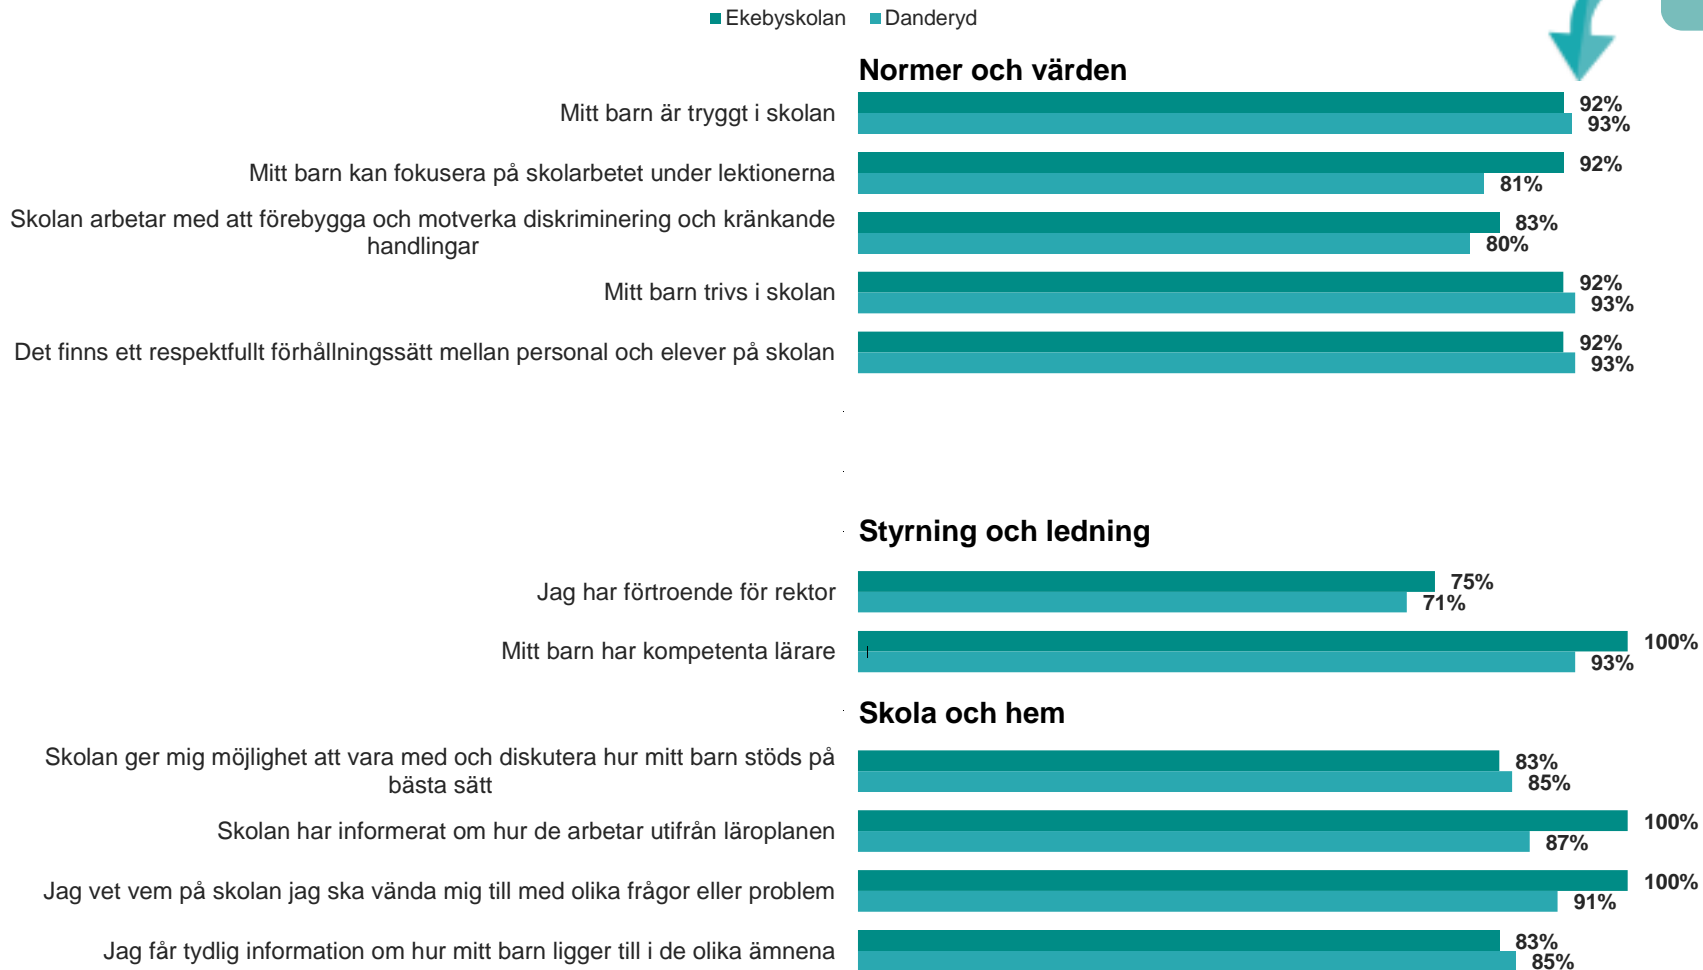 Ekebyskolan Danderyd
Normer och värden
Mitt barn är tryggt i skolan
92%
93%
Mitt barn kan fokusera på skolarbetet under lektionerna
92%
81%
Skolan arbetar med att förebygga och motverka diskriminering och kränkande
handlingar
83%
80%
Mitt barn trivs i skolan
92%
93%
Det finns ett respektfullt förhållningssätt mellan personal och elever på skolan
92%
93%
Styrning och ledning
Jag har förtroende för rektor
75%
71%
Mitt barn har kompetenta lärare
100%
93%
Skola och hem
Skolan ger mig möjlighet att vara med och diskutera hur mitt barn stöds på
bästa sätt
83%
85%
Skolan har informerat om hur de arbetar utifrån läroplanen
100%
87%
Jag vet vem på skolan jag ska vända mig till med olika frågor eller problem
100%
91%
Jag får tydlig information om hur mitt barn ligger till i de olika ämnena
83%
85%